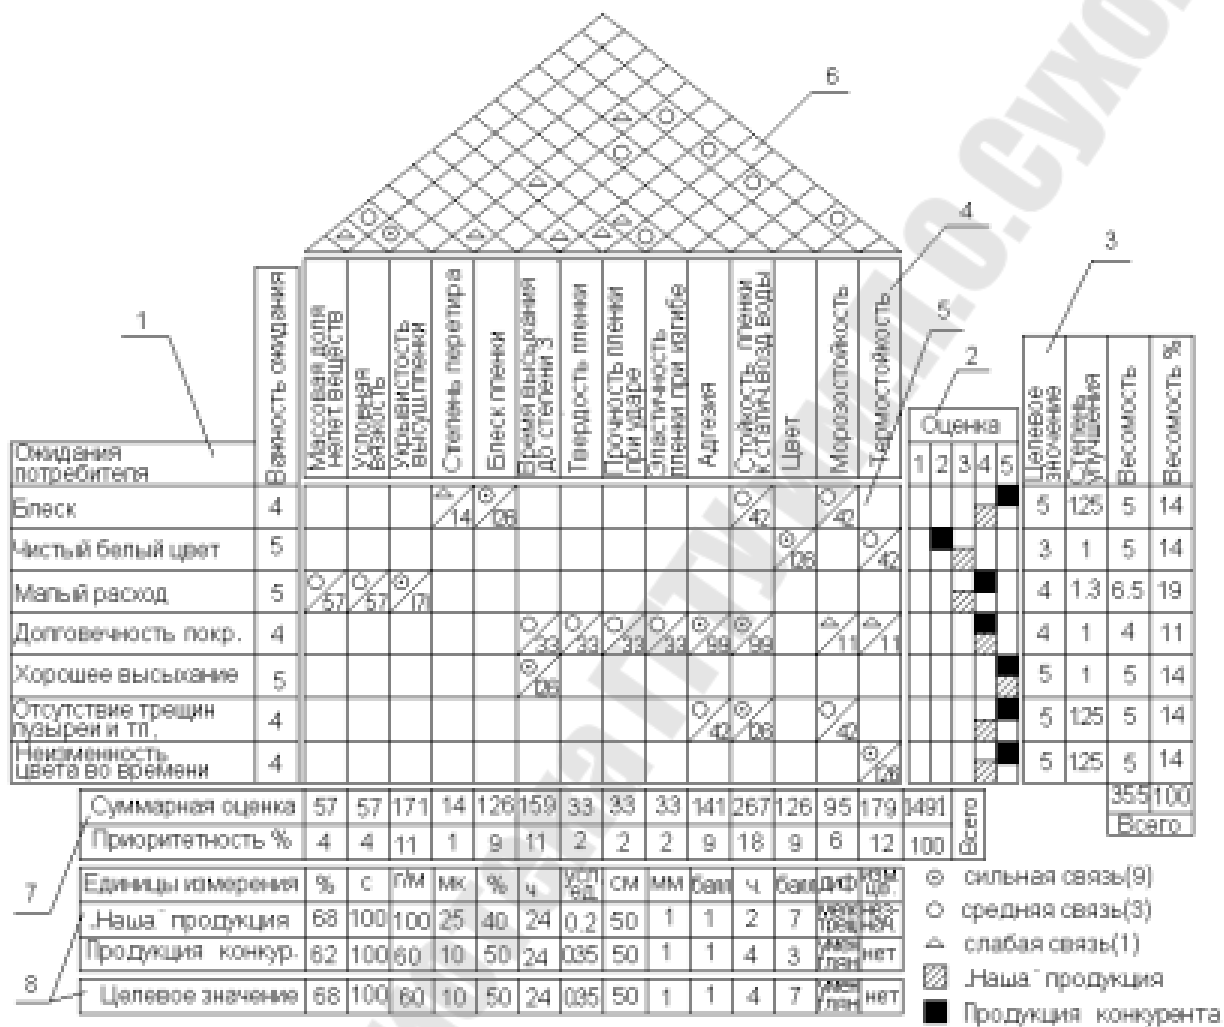 6
4
3
1
5
2
Ожидания потребителя
Важность ожидания
Массовая доля нелет веществ
Условная вязкость
Укрывистость высуш.пленки
Степень перетира
Блеск пленки
Время высыхания до степени 3
Твердость пленки
Прочность пленки при ударе
Эластичность пленки при изгибе
Адгезия
Стойкость пленки к статич.возд. воды
Цвет
Морозостойкость
Термостойкость
Оценка
1 2 3 4 5
Целевое значение
Степень улучшения
Весомость
Весомость %
Блеск 4 14 126 42 42 5 1.25 5 14
Чистый белый цвет 5 126 42 3 1 5 14
Малый расход 5 57 57 171 4 1.3 6.5 19
Долговечность покр. 4 33 33 33 33 99 99 11 11 4 1 4 11
Хорошее высыхание 5 126 5 1 5 14
Отсутствие трещин пузырей и тп. 4 42 126 42 5 1.25 5 14
Неизменность цвета во времени 4 126 5 1.25 5 14
35.5 100
Всего
Суммарная оценка 57 57 171 14 126 159 33 33 33 141 267 126 95 179 1491 Всего
Приоритетность % 4 4 11 1 9 11 2 2 2 9 18 9 6 12 100
7
Единицы измерения % с г/м мк % ч усл ед. см мм балл ч. балл диф изм. цв.
„Наша" продукция 68 100 100 25 40 24 0.2 50 1 1 2 7
Продукция конкур. 62 100 60 10 50 24 0.35 50 1 1 4 3 умен глян нет
8
Целевое значение 68 100 60 10 50 24 0.35 50 1 1 4 7 умен глян нет
сильная связь(9)
средняя связь(3)
слабая связь(1)
„Наша" продукция
Продукция конкурента